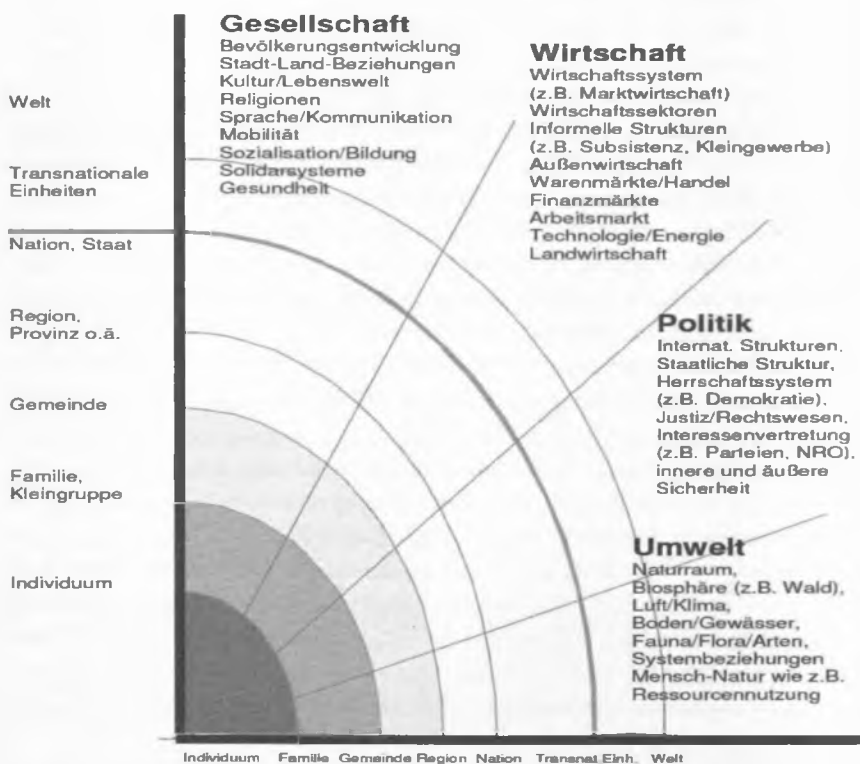 Gesellschaft
Bevölkerungsentwicklung
Stadt-Land-Beziehungen
Kultur/Lebenswelt
Religionen
Sprache/Kommunikation
Mobilität
Sozialisation/Bildung
Solidarsysteme
Gesundheit
Wirtschaft
Wirtschaftssystem
(z.B. Marktwirtschaft)
Wirtschaftssektoren
Informelle Strukturen
(z.B. Subsistenz, Kleingewerbe)
Außenwirtschaft
Warenmärkte/Handel
Finanzmärkte
Arbeitsmarkt
Technologie/Energie
Landwirtschaft
Politik
Internat. Strukturen,
Staatliche Struktur,
Herrschaftssystem
(z.B. Demokratie),
Justiz/Rechtswesen,
Interessenvertretung
(z.B. Parteien, NRO),
innere und äußere
Sicherheit
Umwelt
Naturraum,
Biosphäre (z.B. Wald),
Luft/Klima,
Boden/Gewässer,
Fauna/Flora/Arten,
Systembeziehungen
Mensch-Natur wie z.B.
Ressourcennutzung
Welt
Transnationale
Einheiten
Nation, Staat
Region,
Provinz o.ä.
Gemeinde
Familie,
Kleingruppe
Individuum
Individuum Familie Gemeinde Region Nation Transnat.Einh. Welt